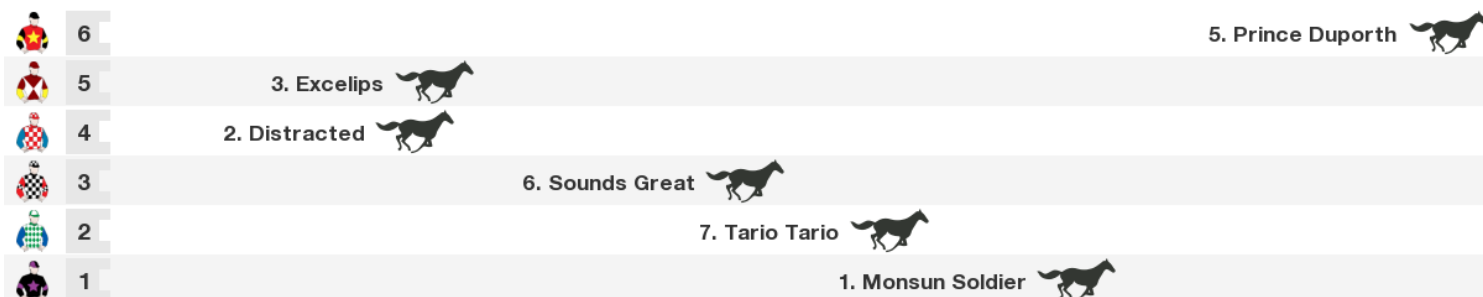 6 5. Prince Duporth
5 3. Excelips
4 2. Distracted
3 6. Sounds Great
2 7. Tario Tario
1 1. Monsun Soldier